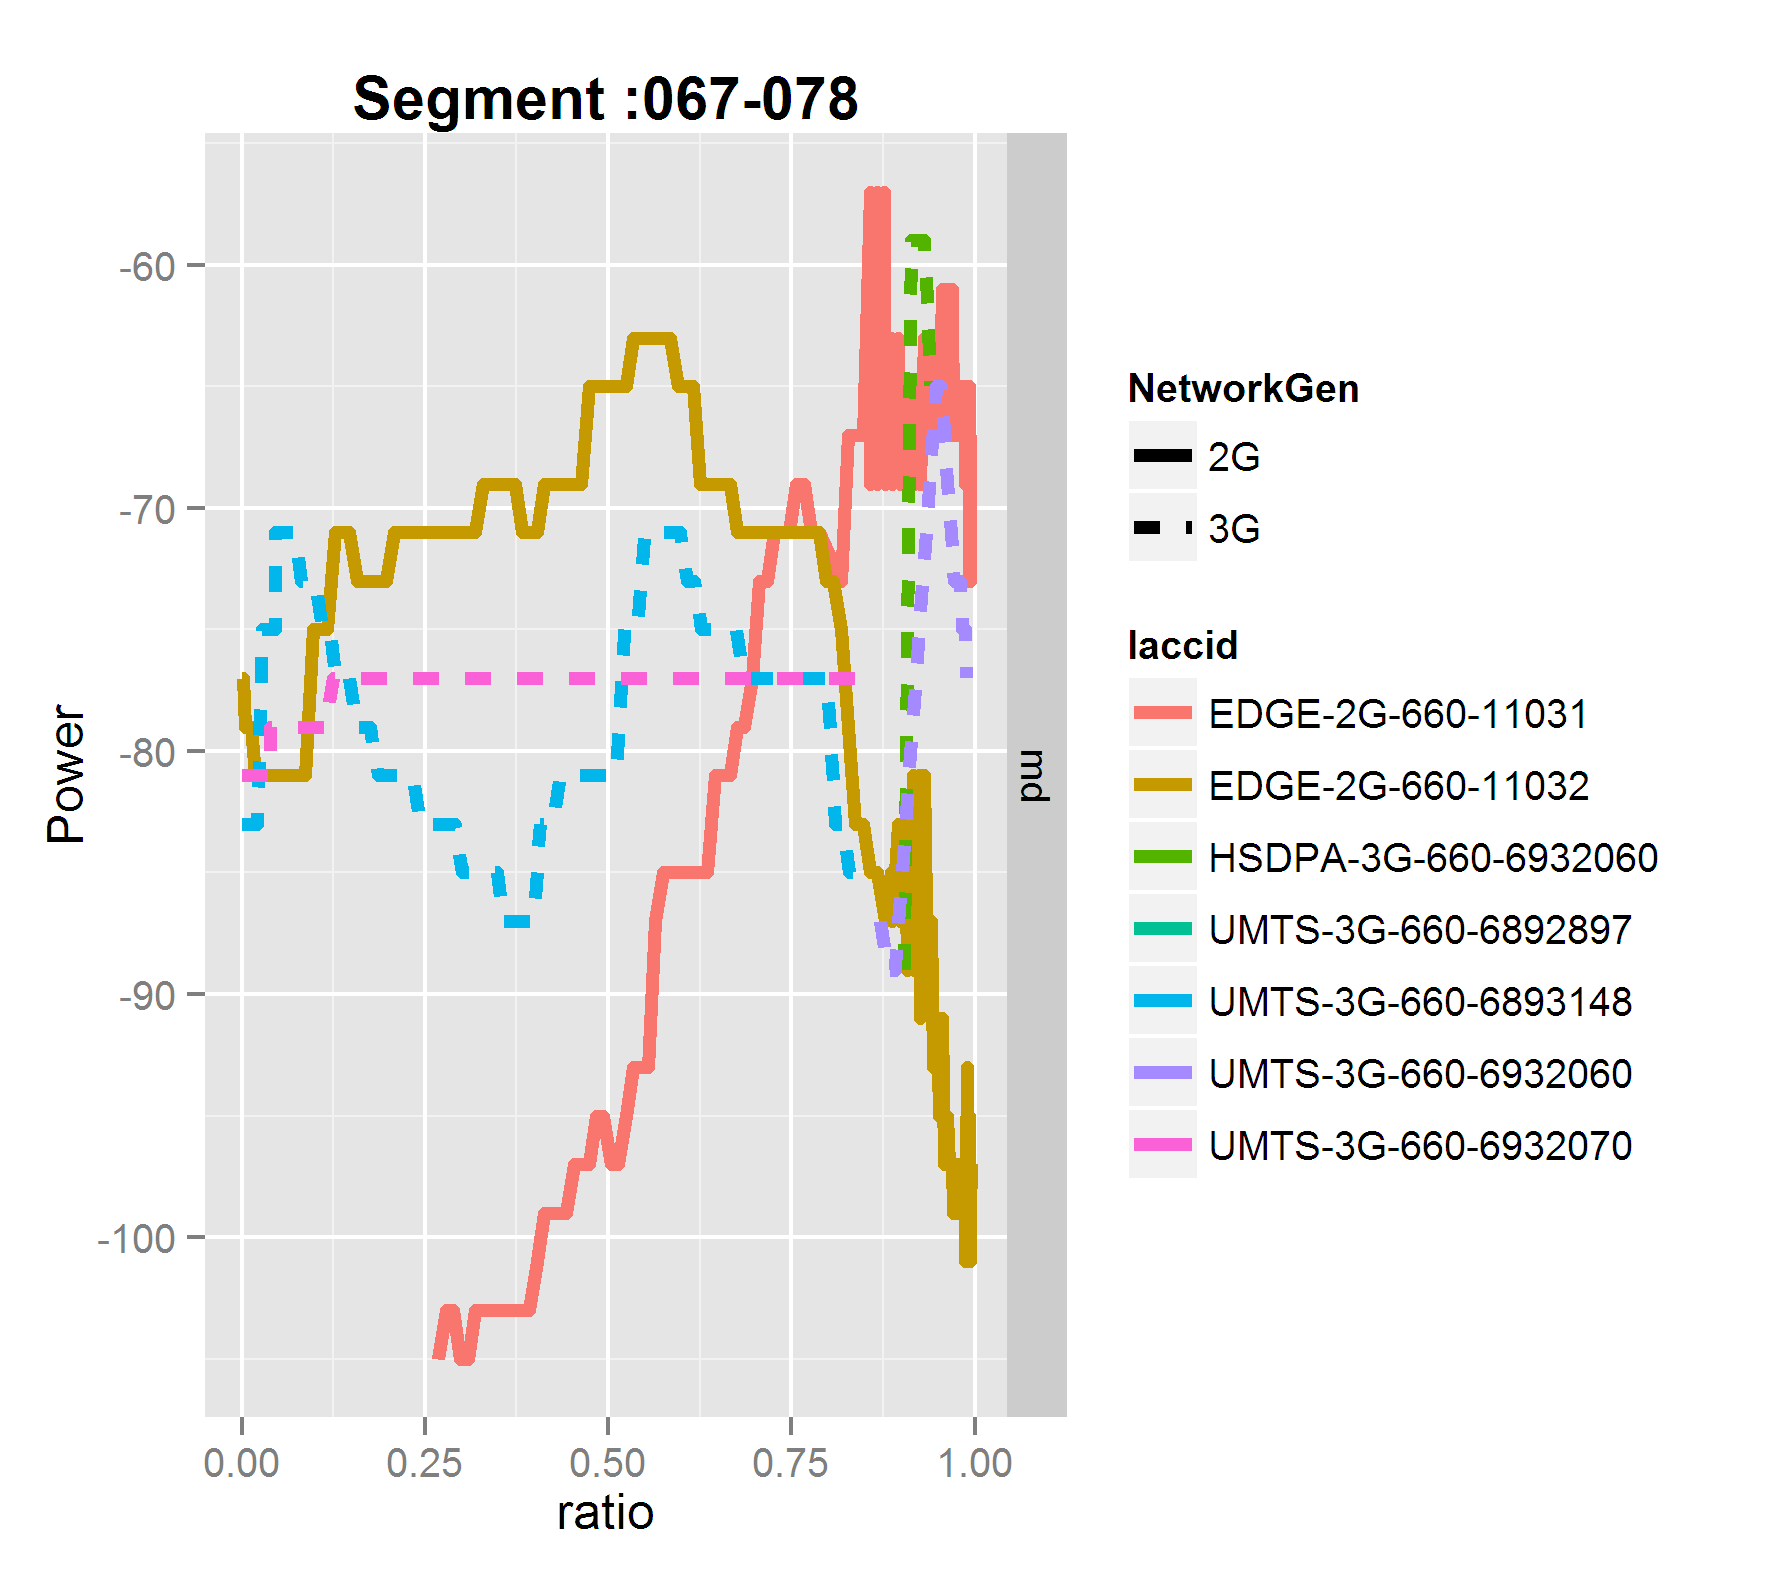 Segment :067-078
Power
-60
-70
-80
-90
-100
0.00 0.25 0.50 0.75 1.00
ratio
md
NetworkGen
2G
3G
laccid
EDGE-2G-660-11031
EDGE-2G-660-11032
HSDPA-3G-660-6932060
UMTS-3G-660-6892897
UMTS-3G-660-6893148
UMTS-3G-660-6932060
UMTS-3G-660-6932070